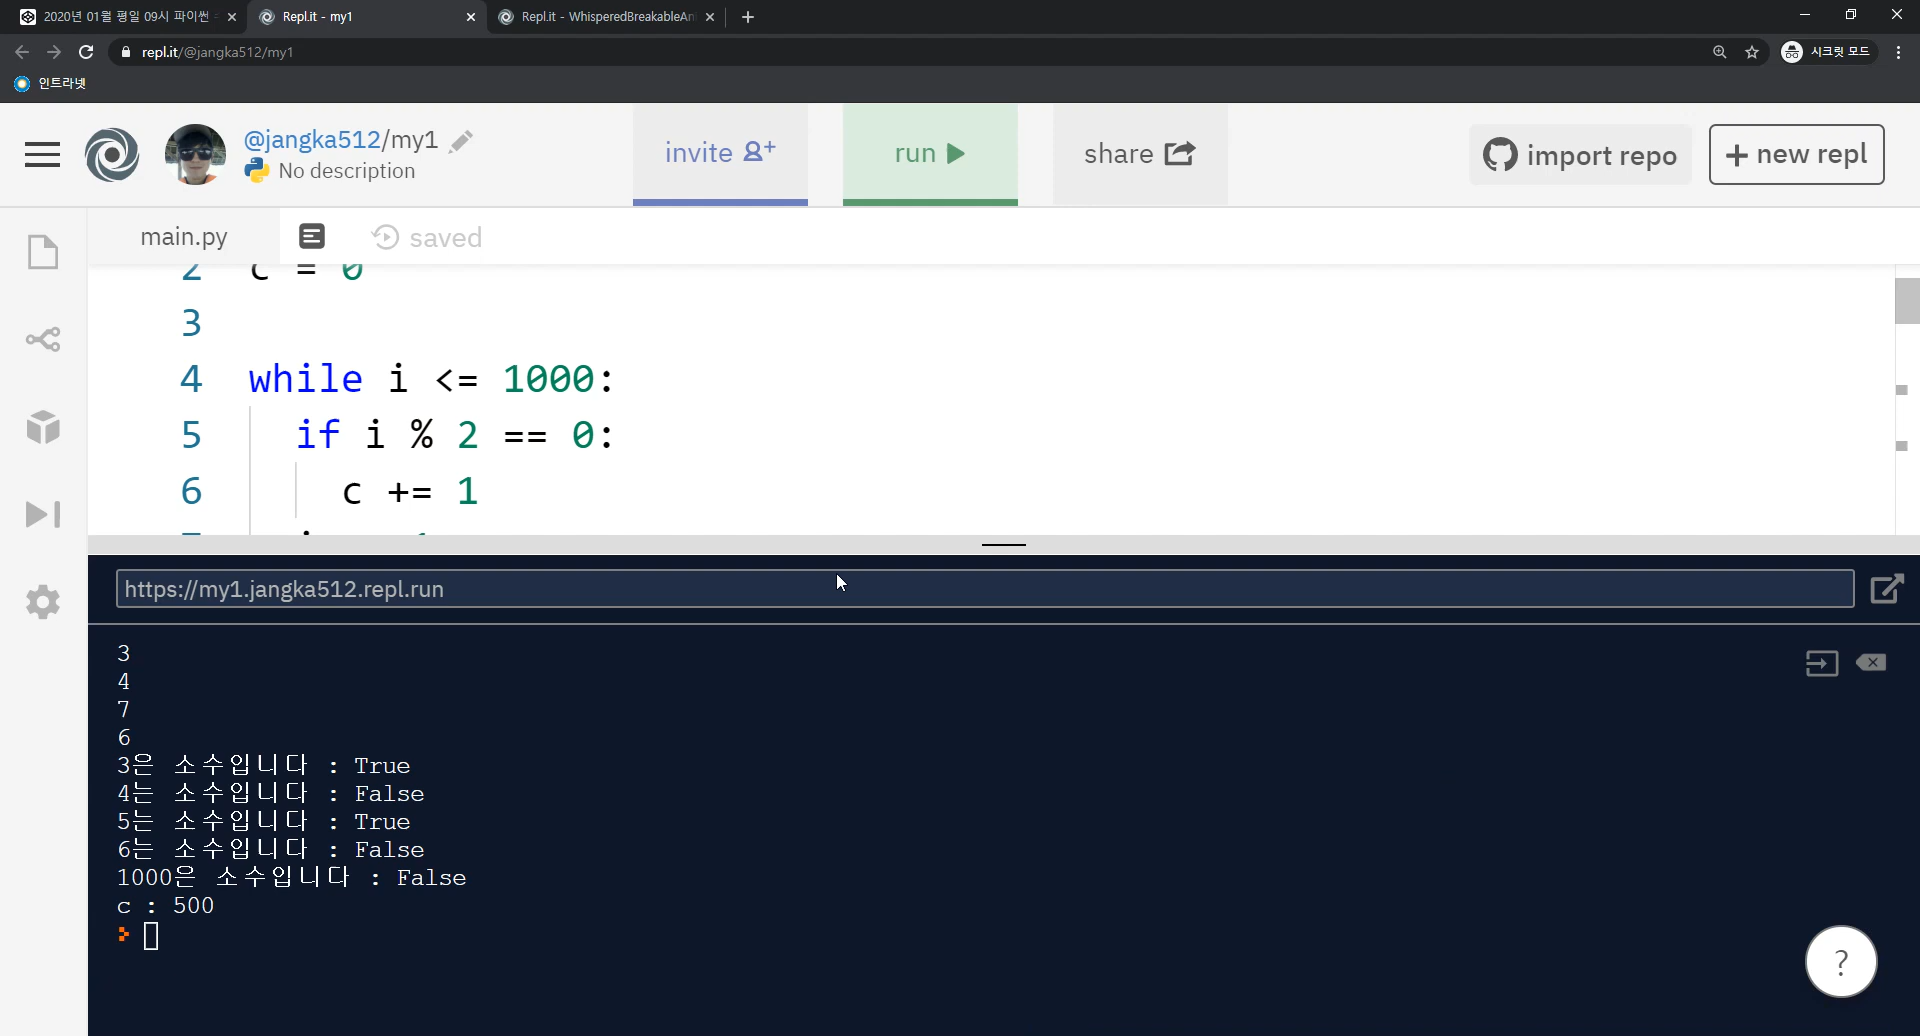 2020년 01월 평일 09시 파이썬
Repl.it - my1
Repl.it - WhisperedBreakableAn
repl.it/@jangka512/my1
시크릿 모드
인트라넷
@jangka512/my1
No description
invite
run
share
import repo
+ new repl
main.py
saved
2 c = 0
3
4 while i <= 1000:
5 if i % 2 == 0:
6 c += 1
https://my1.jangka512.repl.run
3
4
7
6
3은 소수입니다 : True
4는 소수입니다 : False
5는 소수입니다 : True
6는 소수입니다 : False
1000은 소수입니다 : False
c : 500
?